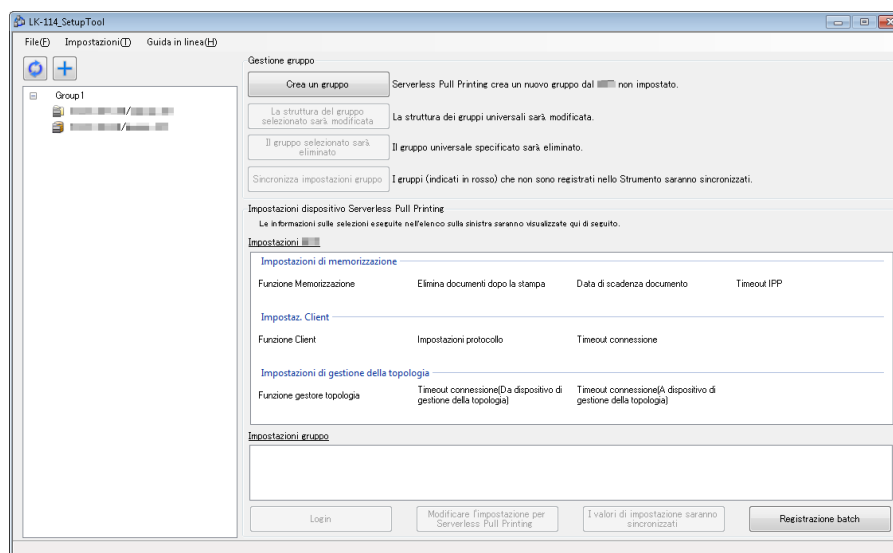 LK-114_SetupTool
File(F) Impostazioni(T) Guida in linea(H)
Gestione gruppo
Crea un gruppo
Serverless Pull Printing crea un nuovo gruppo dal non impostato.
La struttura del gruppo
selezionato sarà modificata
La struttura dei gruppi universali sarà modificata.
Il gruppo selezionato sarà
eliminato
Il gruppo universale specificato sarà eliminato.
Sincronizza impostazioni gruppo
I gruppi (indicati in rosso) che non sono registrati nello Strumento saranno sincronizzati.
Group1
/
/
Impostazioni dispositivo Serverless Pull Printing
Le informazioni sulle selezioni eseguite nell'elenco sulla sinistra saranno visualizzate qui di seguito.
Impostazioni
Impostazioni di memorizzazione
Funzione Memorizzazione Elimina documenti dopo la stampa Data di scadenza documento Timeout IPP
Impostaz. Client
Funzione Client Impostazioni protocollo Timeout connessione
Impostazioni di gestione della topologia
Funzione gestore topologia
Timeout connessione(Da dispositivo di
gestione della topologia)
Timeout connessione(A dispositivo di
gestione della topologia)
Impostazioni gruppo
Login
Modificare l'impostazione per
Serverless Pull Printing
I valori di impostazione saranno
sincronizzati
Registrazione batch